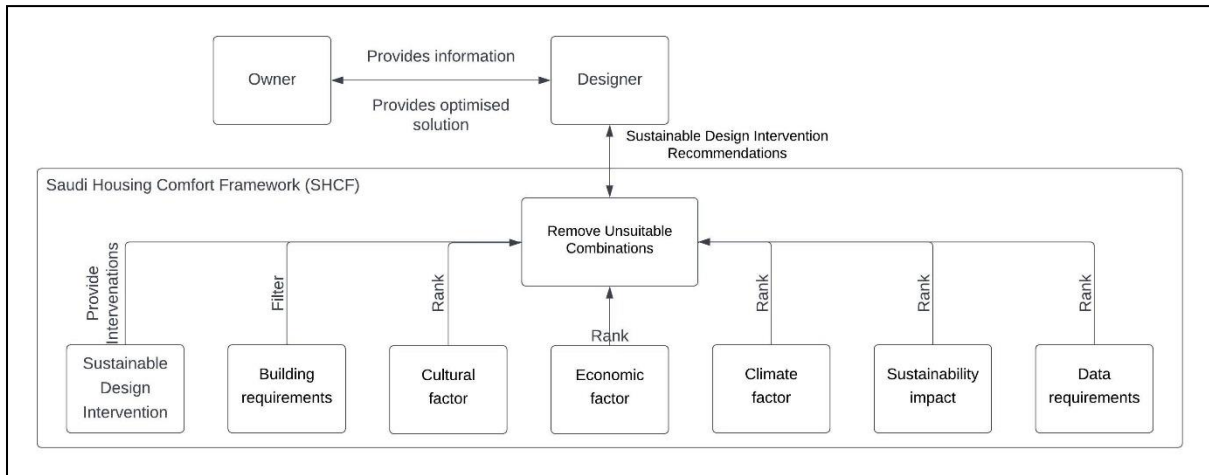 Provides information
Owner
Designer
Provides optimised
solution
Sustainable Design Intervention
Recommendations
Saudi Housing Comfort Framework (SHCF)
Remove Unsuitable
Combinations
Provide
Intervenations
Filter
Rank
Rank
Rank
Rank
Rank
Sustainable
Design
Intervention
Building
requirements
Cultural
factor
Economic
factor
Climate
factor
Sustainability
impact
Data
requirements